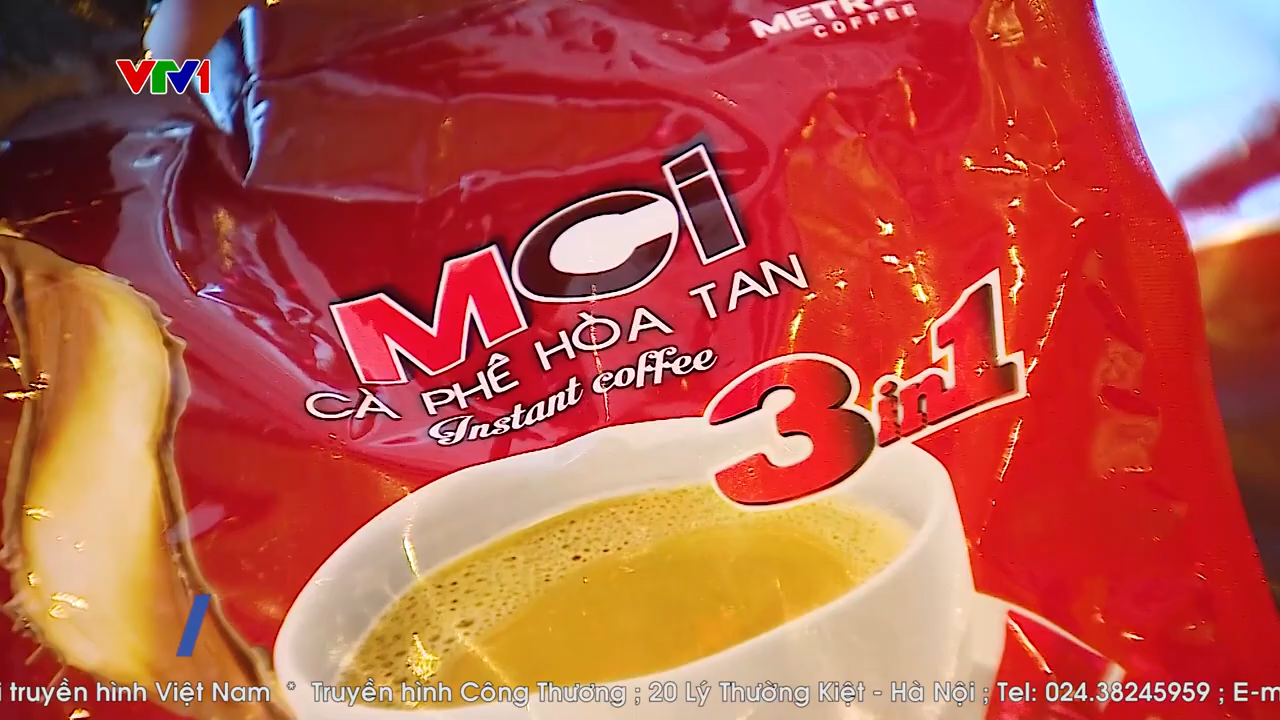 METRA
COFFEE
VTV1
MCi
CÀ PHÊ HÒA TAN
Instant coffee
3in1
i truyền hình Việt Nam * Truyền hình Công Thương ; 20 Lý Thường Kiệt - Hà Nội ; Tel: 024.38245959 ; E-m